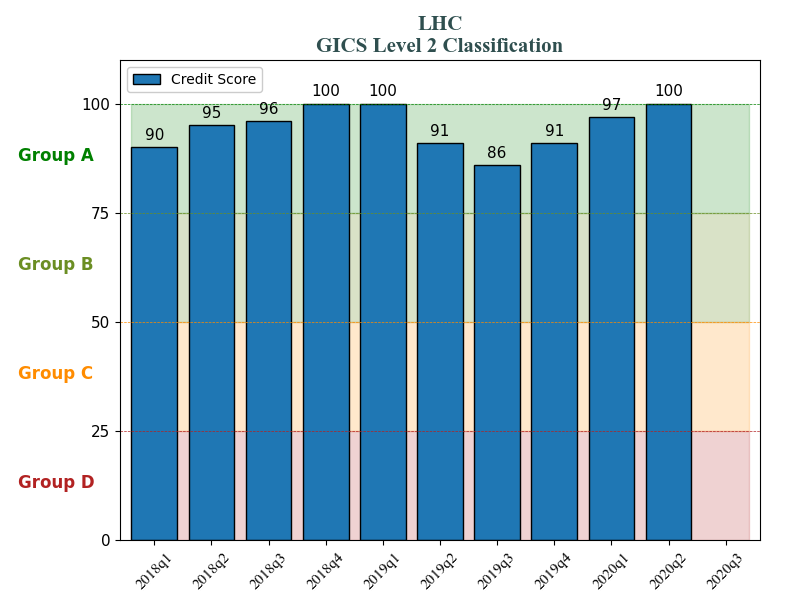 LHC
GICS Level 2 Classification
Credit Score
100
75
50
25
0
Group A
Group B
Group C
Group D
90
95
96
100
100
91
86
91
97
100
2018q1
2018q2
2018q3
2018q4
2019q1
2019q2
2019q3
2019q4
2020q1
2020q2
2020q3